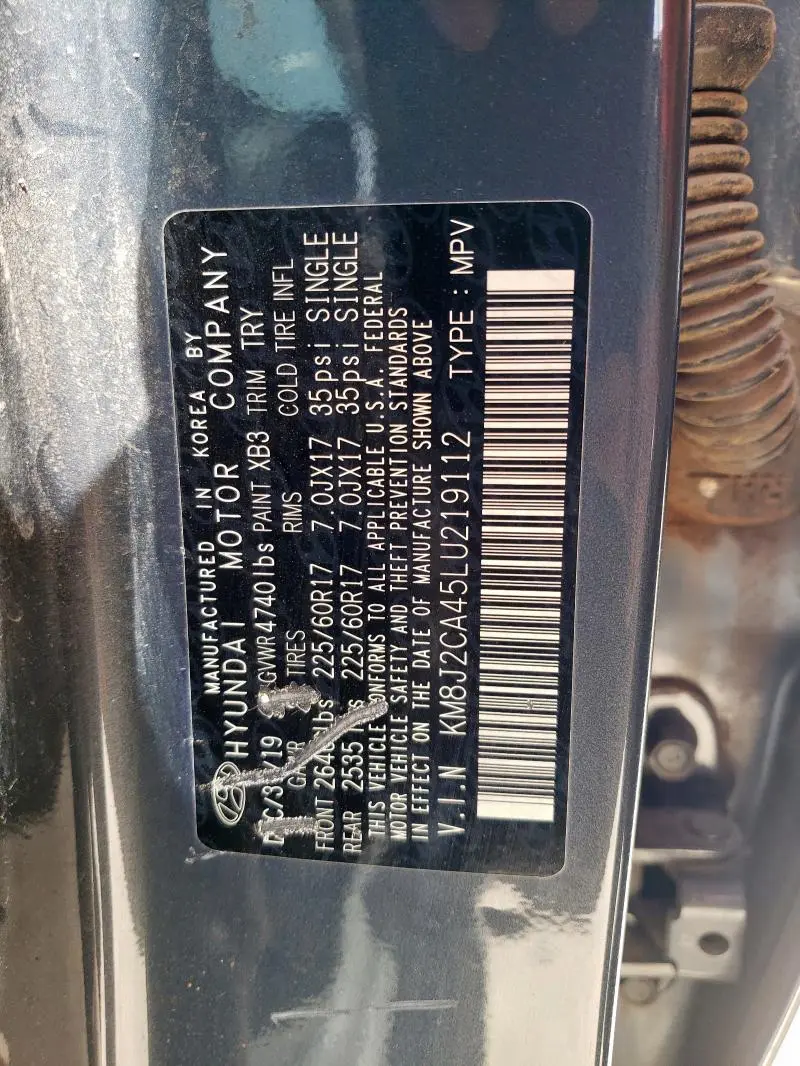 MANUFACTURED IN KOREA BY
HYUNDAI MOTOR COMPANY
GVWR 4740lbs PAINT XB3 TRIM TRY
TIRES RIMS COLD TIRE INFL
FRONT 225/60R17 7.0JX17 35psi SINGLE
REAR 2535 225/60R17 7.0JX17 35psi SINGLE
THIS VEHICLE CONFORMS TO ALL APPLICABLE U.S.A. FEDERAL
MOTOR VEHICLE SAFETY AND THEFT PREVENTION STANDARDS
IN EFFECT ON THE DATE OF MANUFACTURE SHOWN ABOVE
V.I.N KM8J2CA45LU219112 TYPE : MPV